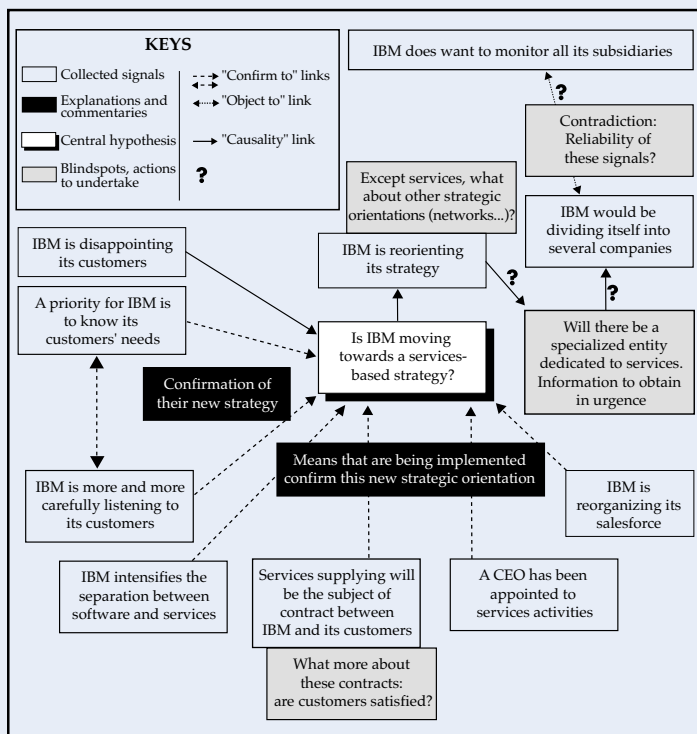 KEYS
Collected signals
Explanations and
commentaries
Central hypothesis
Blindspots, actions
to undertake
"Confirm to" links
"Object to" link
"Causality" link
?
IBM does want to monitor all its subsidiaries
?
Contradiction:
Reliability of
these signals?
Except services, what
about other strategic
orientations (networks...)?
IBM would be
dividing itself into
several companies
IBM is disappointing
its customers
IBM is reorienting
its strategy
?
?
A priority for IBM is
to know its
customers' needs
Is IBM moving
towards a services-
based strategy?
Will there be a
specialized entity
dedicated to services.
Information to obtain
in urgence
Confirmation of
their new strategy
Means that are being implemented
confirm this new strategic orientation
IBM is more and more
carefully listening to
its customers
IBM is
reorganizing its
salesforce
IBM intensifies the
separation between
software and services
Services supplying will
be the subject of
contract between
IBM and its customers
A CEO has been
appointed to
services activities
What more about
these contracts:
are customers satisfied?